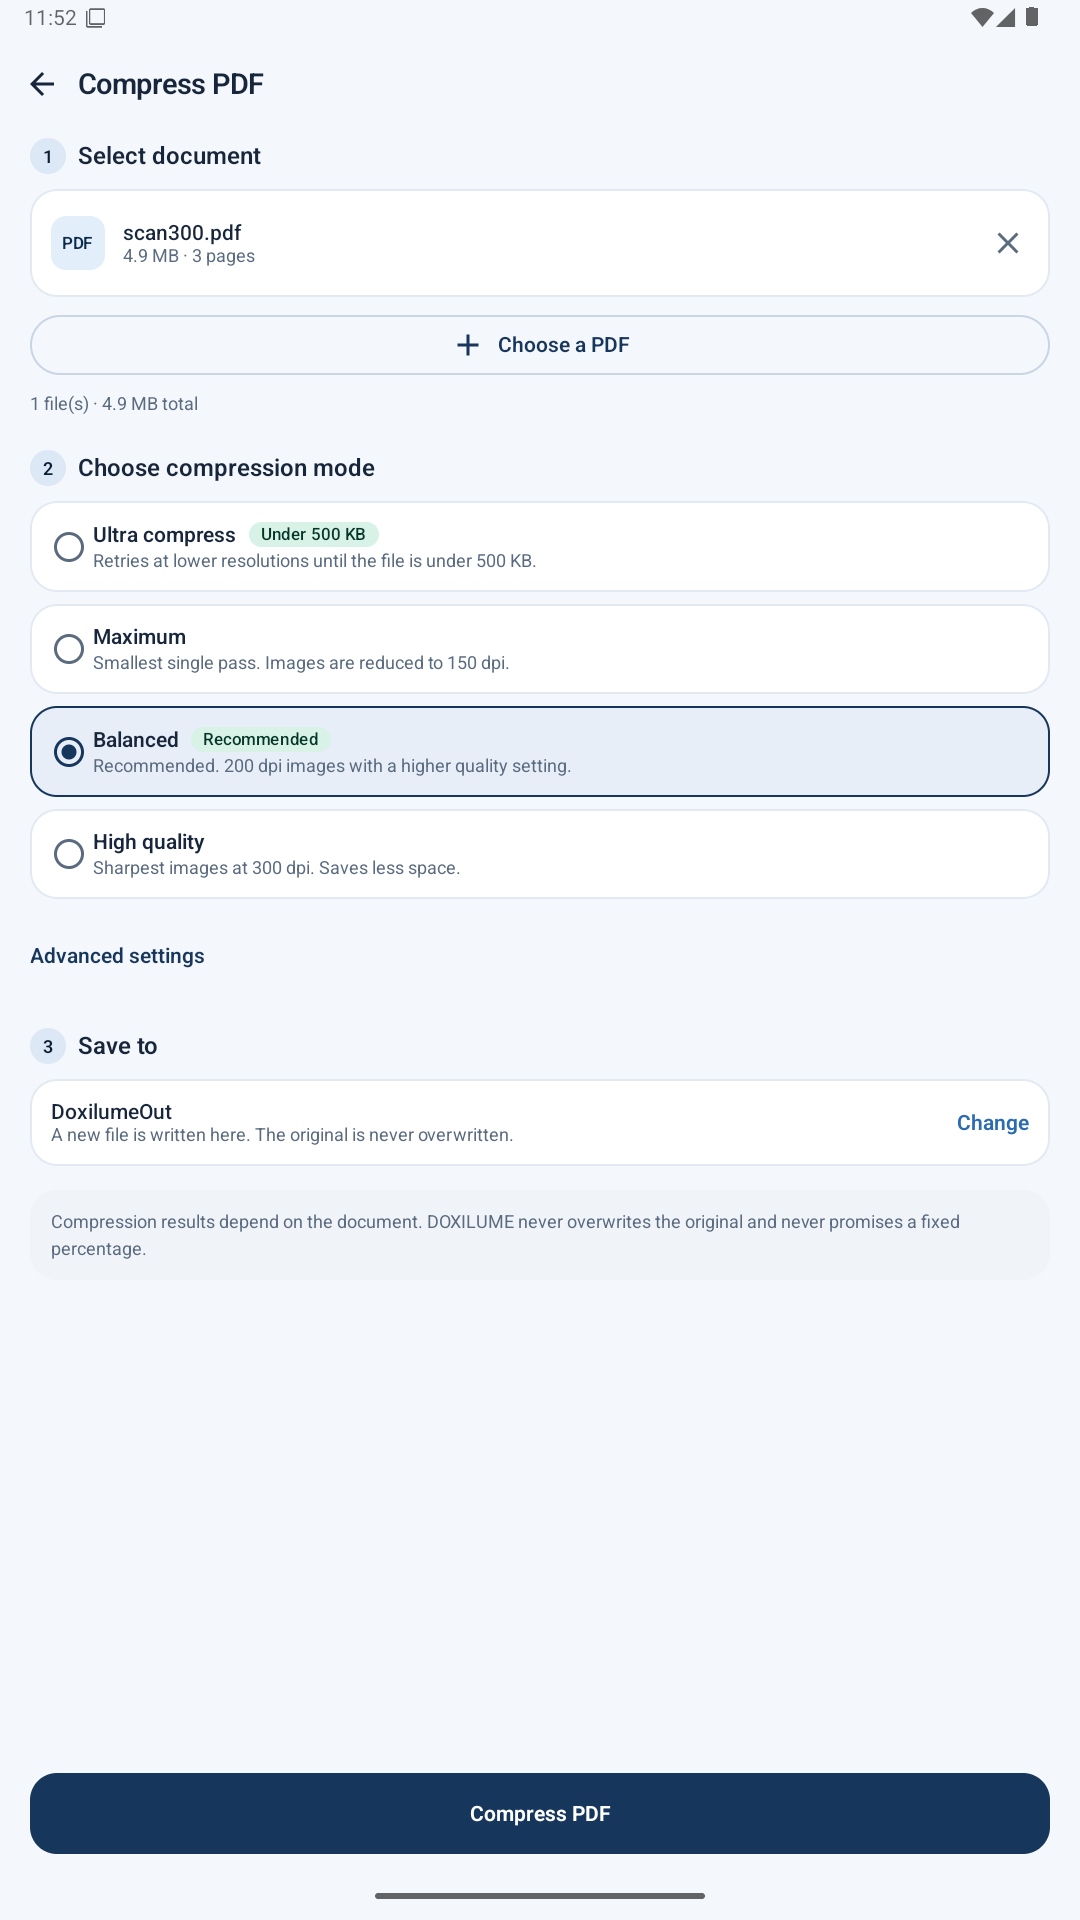 11:52
Compress PDF
1 Select document
PDF
scan300.pdf
4.9 MB · 3 pages
Choose a PDF
1 file(s) · 4.9 MB total
2 Choose compression mode
Ultra compress Under 500 KB
Retries at lower resolutions until the file is under 500 KB.
Maximum
Smallest single pass. Images are reduced to 150 dpi.
Balanced Recommended
Recommended. 200 dpi images with a higher quality setting.
High quality
Sharpest images at 300 dpi. Saves less space.
Advanced settings
3 Save to
DoxilumeOut
A new file is written here. The original is never overwritten.
Change
Compression results depend on the document. DOXILUME never overwrites the original and never promises a fixed
percentage.
Compress PDF